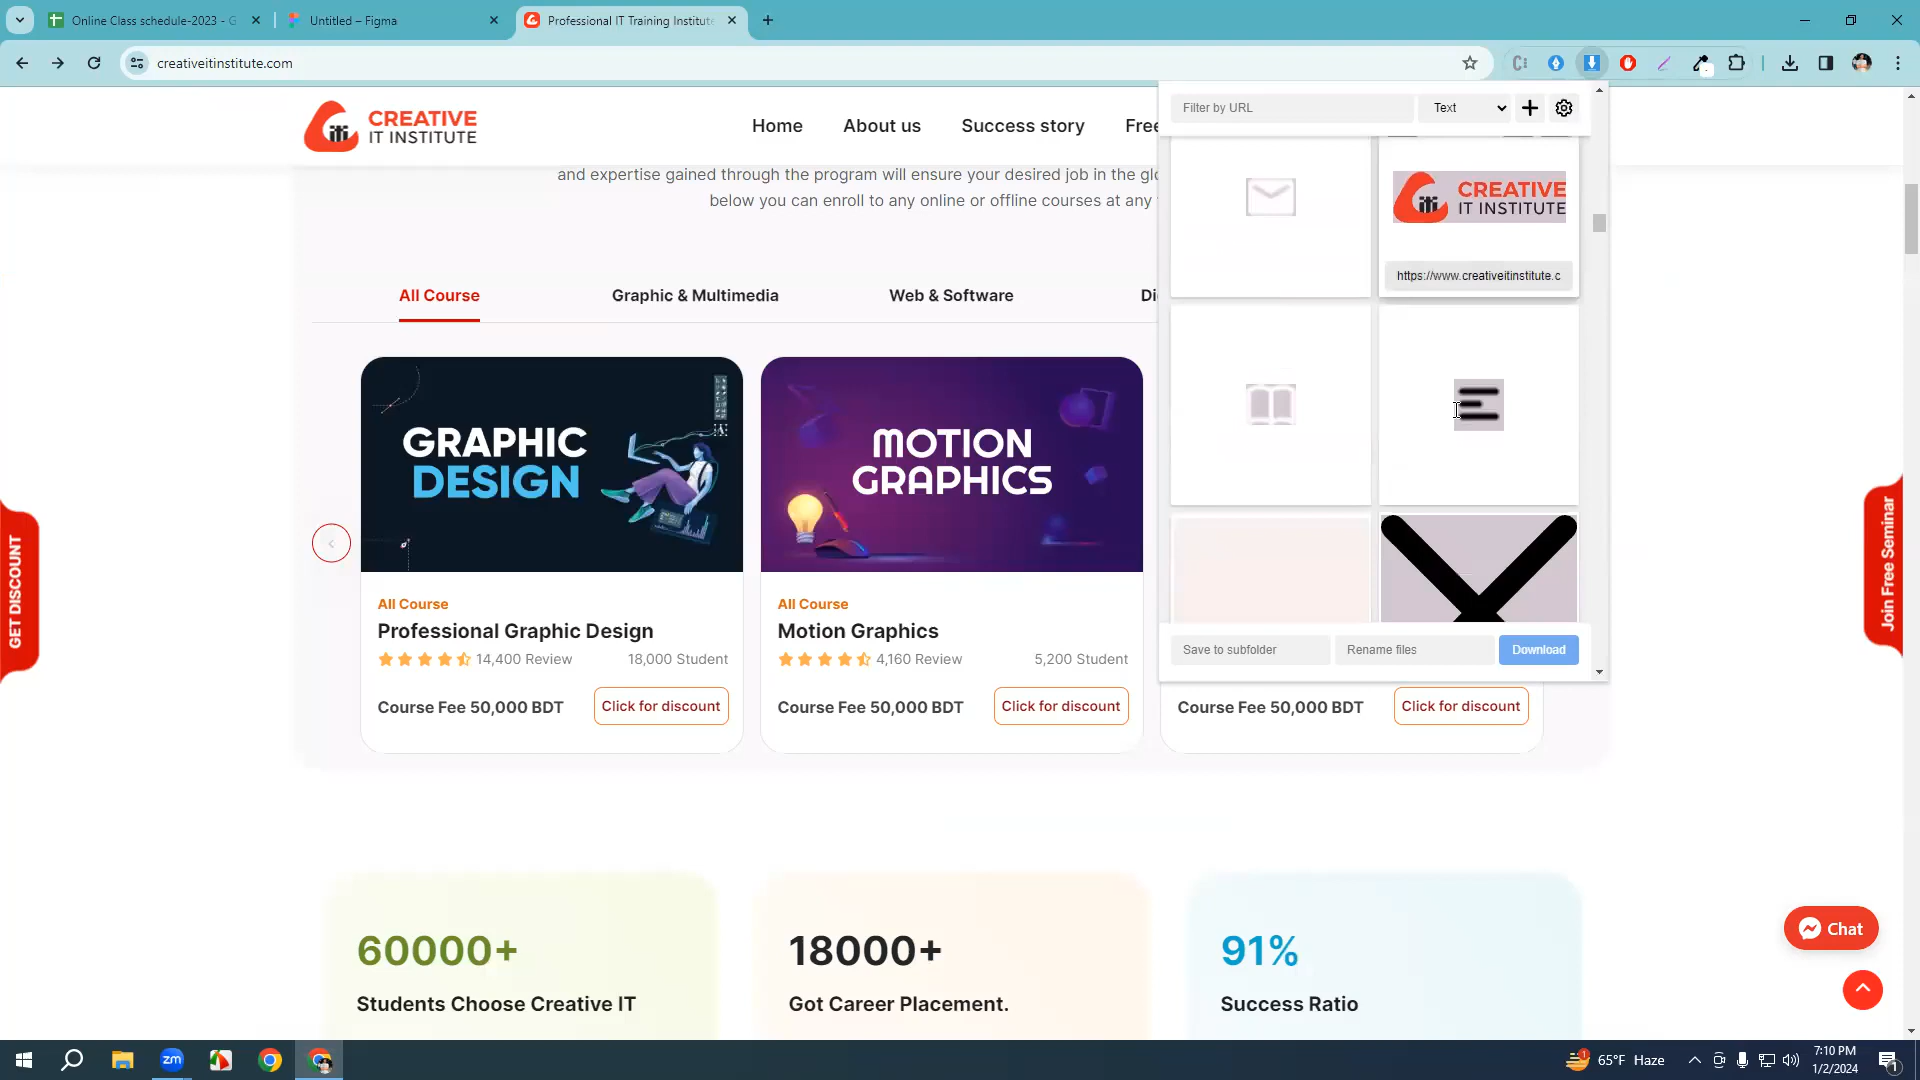 Online Class schedule-2023 - G
Untitled – Figma
Professional IT Training Institute
creativeitinstitute.com
CREATIVE
IT INSTITUTE
Home
About us
Success story
Free
and expertise gained through the program will ensure your desired job in the glo
below you can enroll to any online or offline courses at any
All Course
Graphic & Multimedia
Web & Software
Di
Filter by URL
Text
CREATIVE
IT INSTITUTE
https://www.creativeitinstitute.c
Save to subfolder
Rename files
Download
GRAPHIC
DESIGN
MOTION
GRAPHICS
All Course
Professional Graphic Design
14,400 Review
18,000 Student
Course Fee 50,000 BDT
Click for discount
All Course
Motion Graphics
4,160 Review
5,200 Student
Course Fee 50,000 BDT
Click for discount
Course Fee 50,000 BDT
Click for discount
GET DISCOUNT
Join Free Seminar
60000+
Students Choose Creative IT
18000+
Got Career Placement.
91%
Success Ratio
Chat
zm
1
65°F Haze
7:10 PM
1/2/2024
1